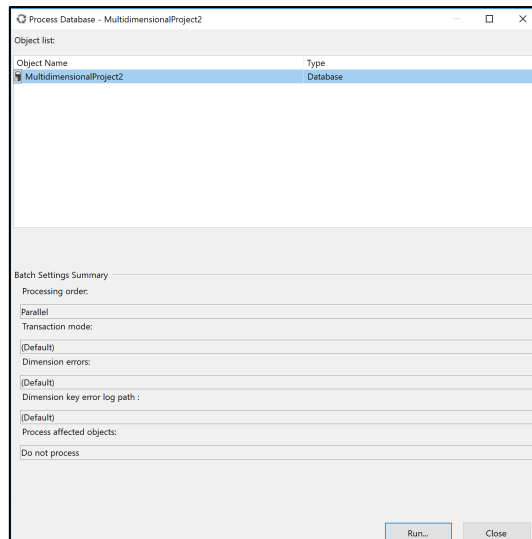 Process Database - MultidimensionalProject2
Object list:
Object Name Type
MultidimensionalProject2 Database
Batch Settings Summary
Processing order:
Parallel
Transaction mode:
(Default)
Dimension errors:
(Default)
Dimension key error log path :
(Default)
Process affected objects:
Do not process
Run... Close